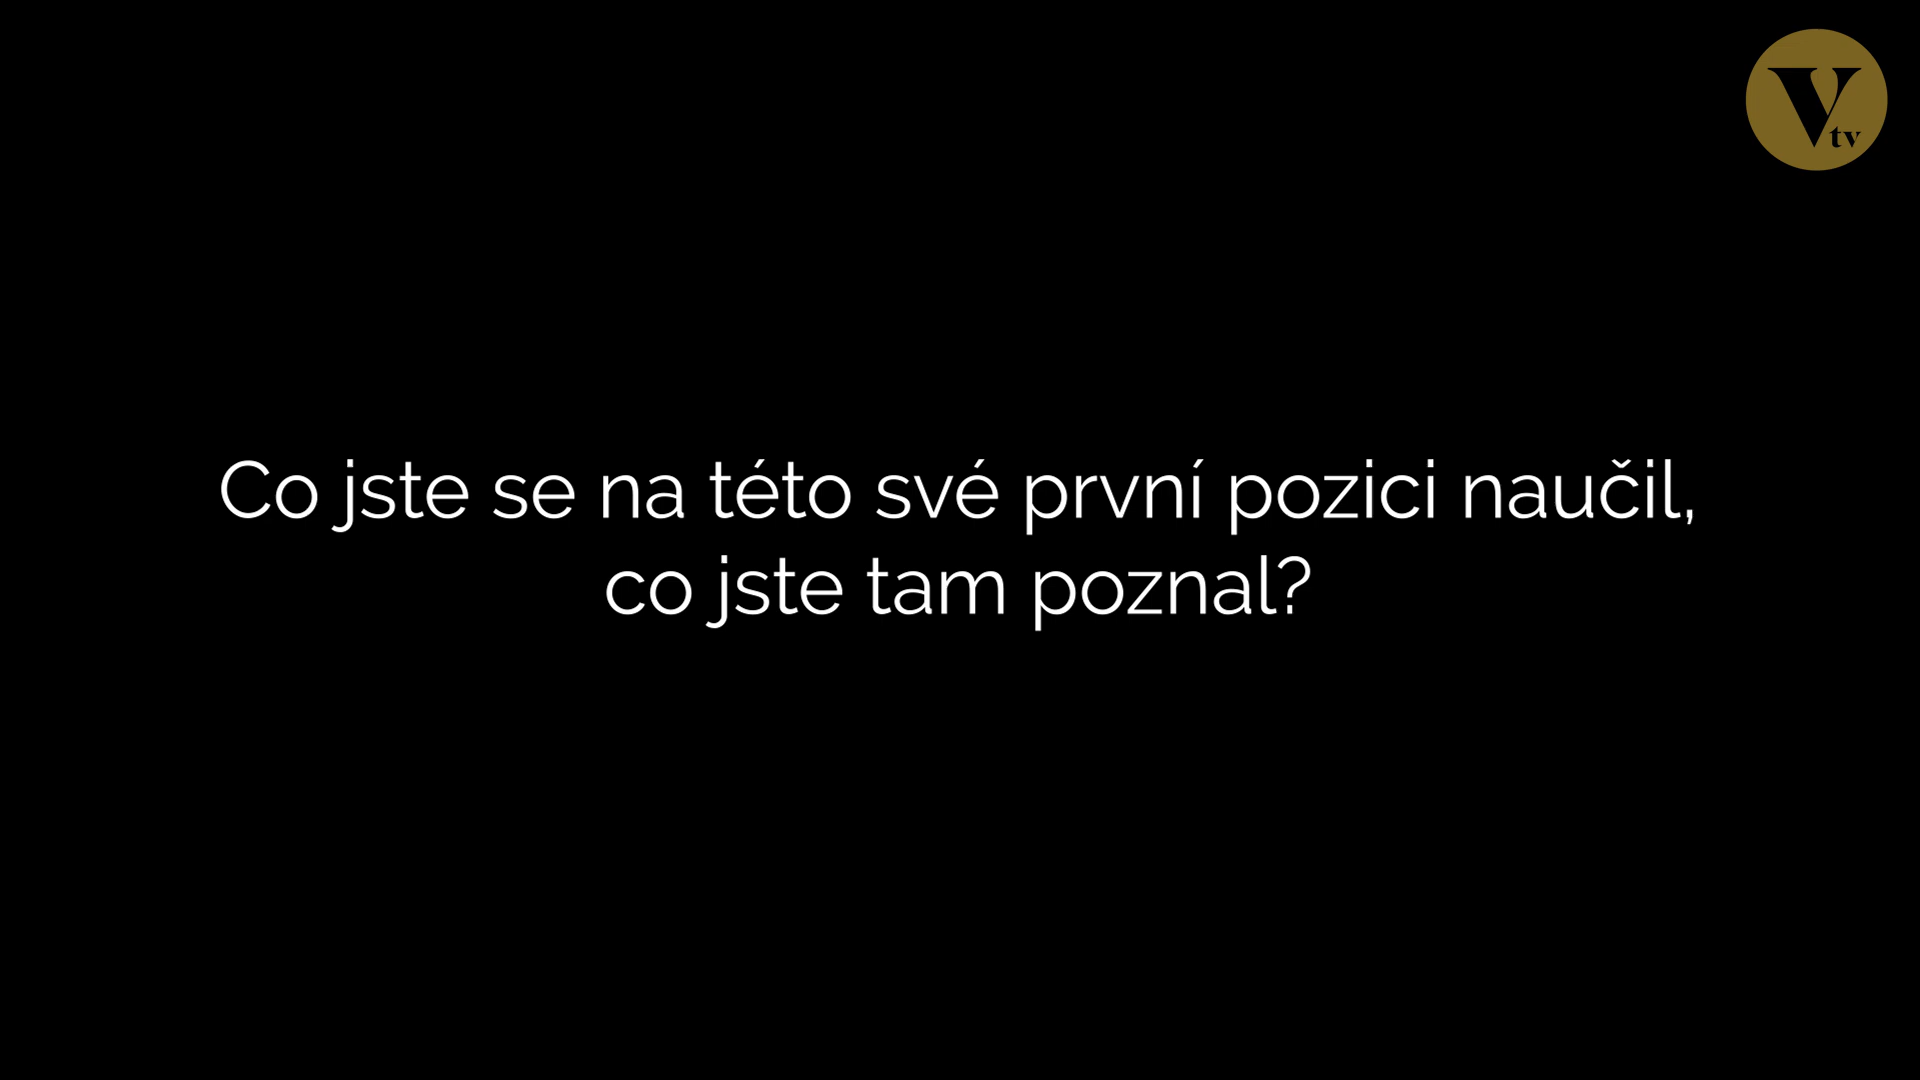 Vtv
Co jste se na této své první pozici naučil,
co jste tam poznal?